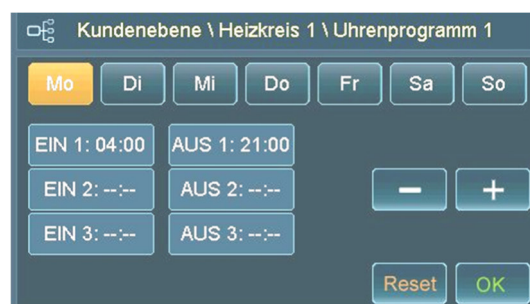 Kundenebene \ Heizkreis 1 \ Uhrenprogramm 1
Mo Di Mi Do Fr Sa So
EIN 1: 04:00 AUS 1: 21:00
EIN 2: --:-- AUS 2: --:--
− +
EIN 3: --:-- AUS 3: --:--
Reset OK